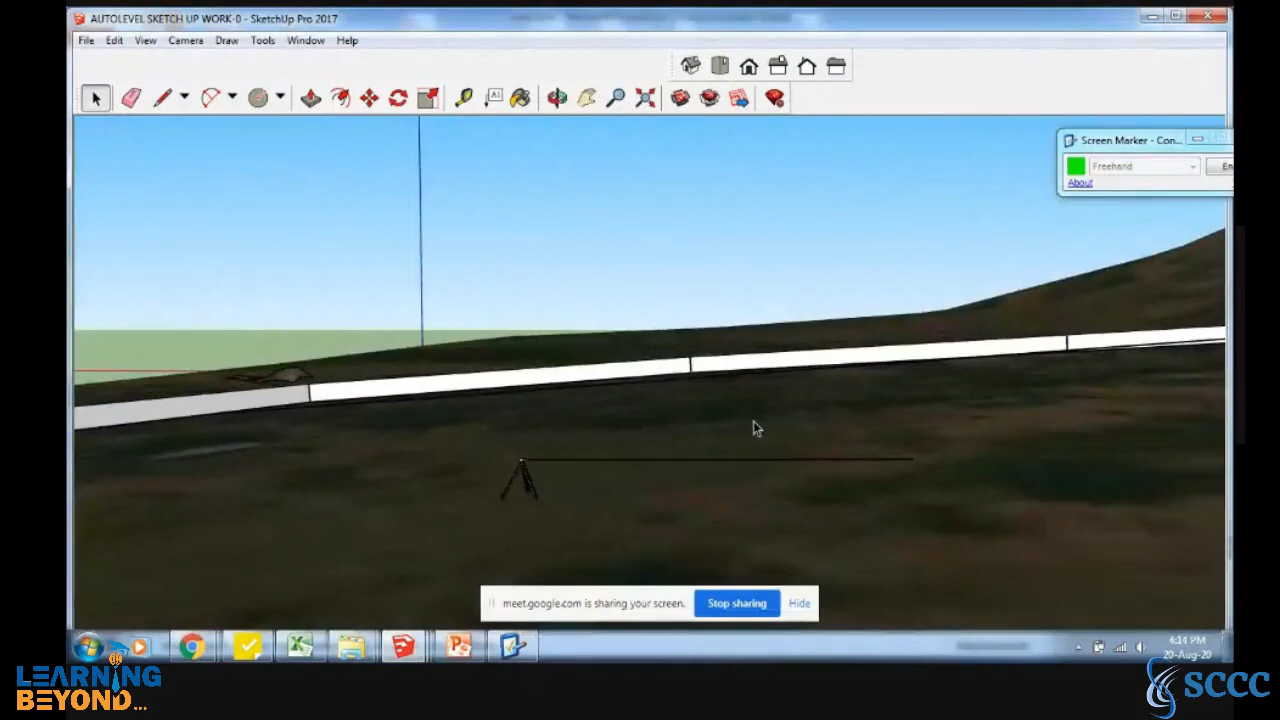 AUTOLEVEL SKETCH UP WORK-0 - SketchUp Pro 2017
File Edit View Camera Draw Tools Window Help
A1
Screen Marker - Con...
Freehand
En
About
meet.google.com is sharing your screen. Stop sharing Hide
4:14 PM
20-Aug-20
LEARNING
BEYOND...
SCCC